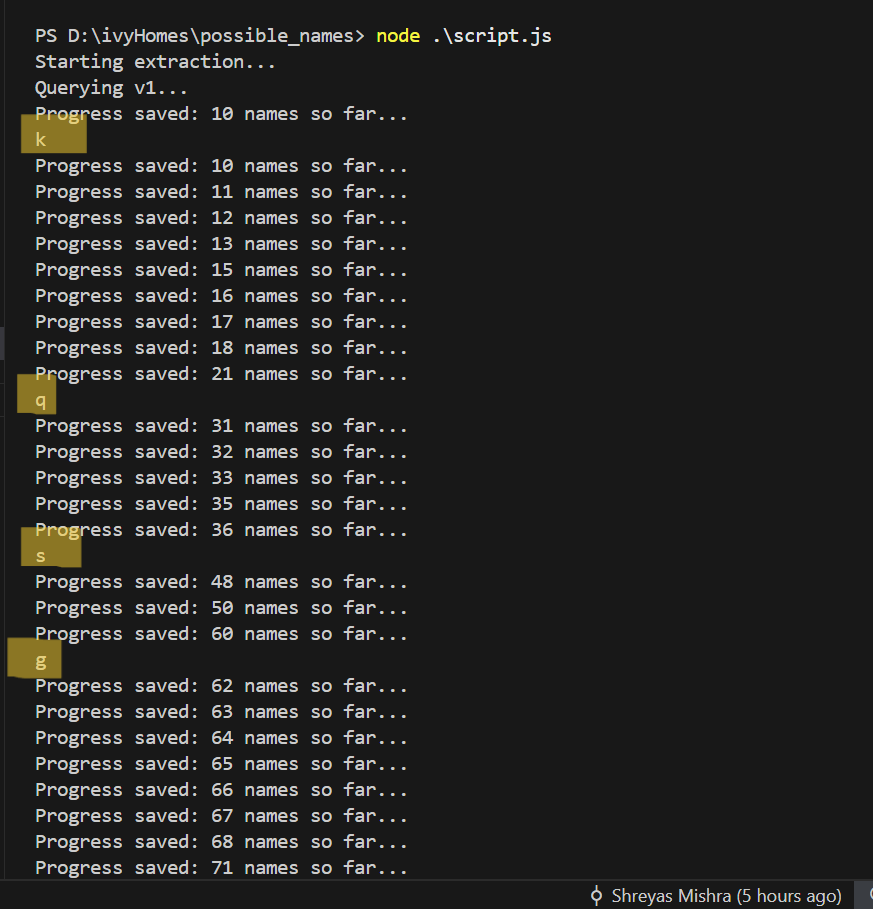 PS D:\ivyHomes\possible_names> node .\script.js
Starting extraction...
Querying v1...
Progress saved: 10 names so far...
k
Progress saved: 10 names so far...
Progress saved: 11 names so far...
Progress saved: 12 names so far...
Progress saved: 13 names so far...
Progress saved: 15 names so far...
Progress saved: 16 names so far...
Progress saved: 17 names so far...
Progress saved: 18 names so far...
Progress saved: 21 names so far...
q
Progress saved: 31 names so far...
Progress saved: 32 names so far...
Progress saved: 33 names so far...
Progress saved: 35 names so far...
Progress saved: 36 names so far...
s
Progress saved: 48 names so far...
Progress saved: 50 names so far...
Progress saved: 60 names so far...
g
Progress saved: 62 names so far...
Progress saved: 63 names so far...
Progress saved: 64 names so far...
Progress saved: 65 names so far...
Progress saved: 66 names so far...
Progress saved: 67 names so far...
Progress saved: 68 names so far...
Progress saved: 71 names so far...
Shreyas Mishra (5 hours ago)